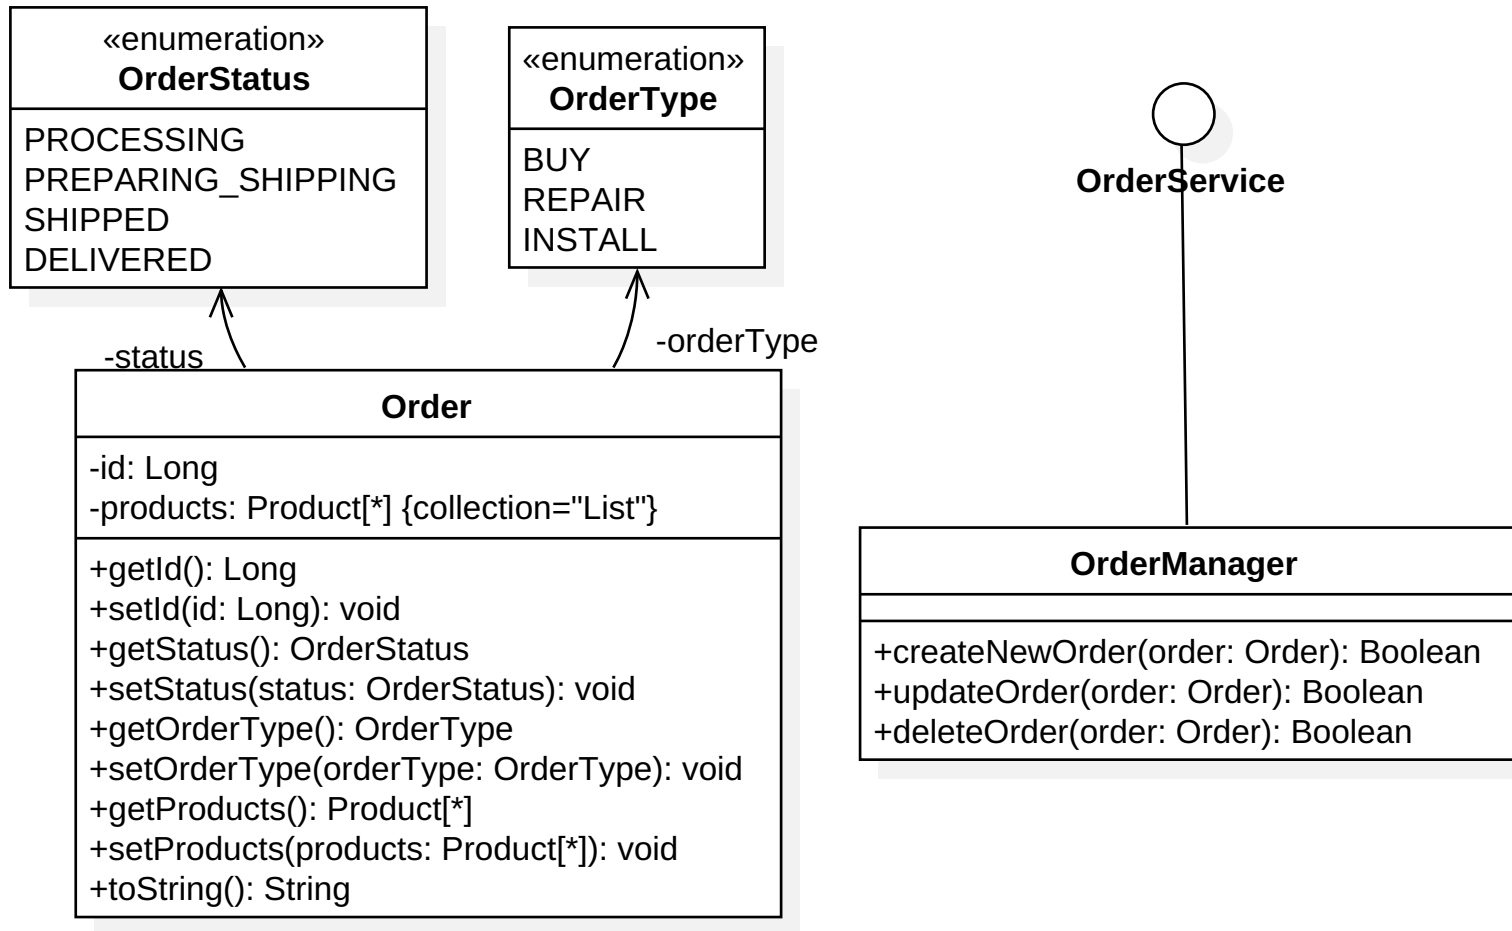 «enumeration»
OrderStatus
PROCESSING
PREPARING_SHIPPING
SHIPPED
DELIVERED
«enumeration»
OrderType
BUY
REPAIR
INSTALL
OrderService
-status
-orderType
Order
-id: Long
-products: Product[*] {collection="List"}
+getId(): Long
+setId(id: Long): void
+getStatus(): OrderStatus
+setStatus(status: OrderStatus): void
+getOrderType(): OrderType
+setOrderType(orderType: OrderType): void
+getProducts(): Product[*]
+setProducts(products: Product[*]): void
+toString(): String
OrderManager
+createNewOrder(order: Order): Boolean
+updateOrder(order: Order): Boolean
+deleteOrder(order: Order): Boolean